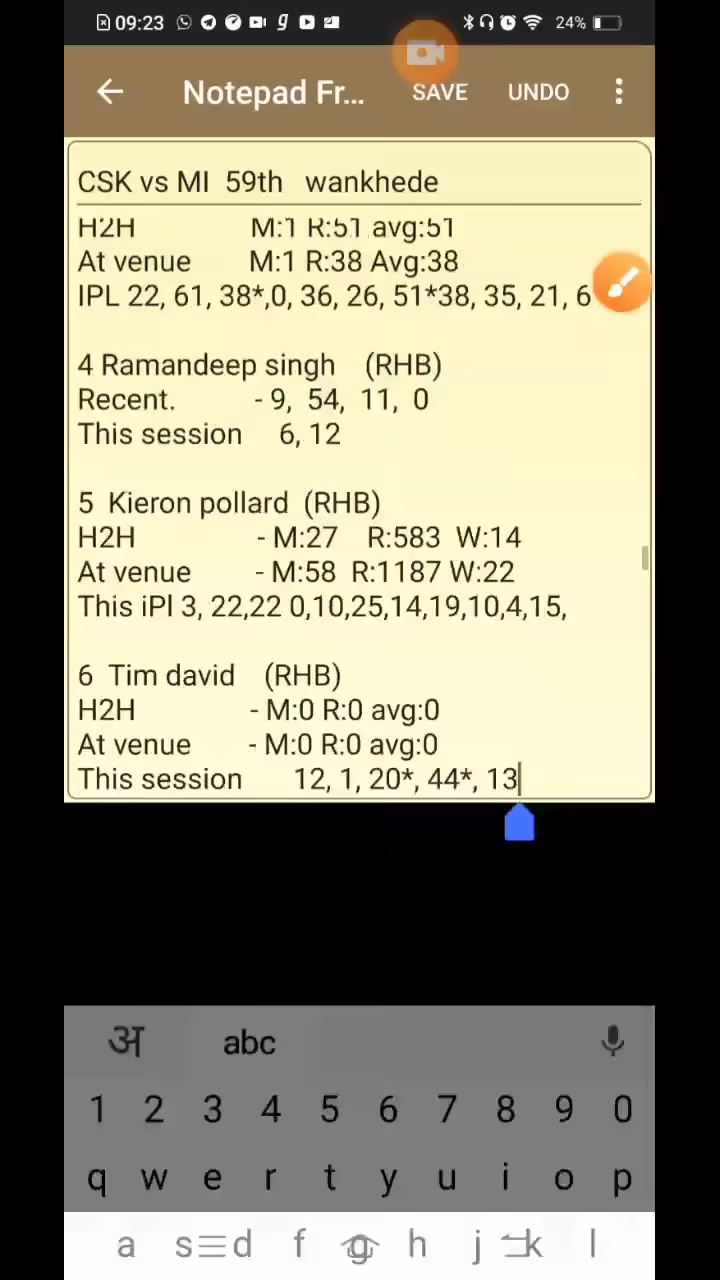 09:23 24%
Notepad Fr... SAVE UNDO
CSK vs MI 59th wankhede
H2H M:1 R:51 avg:51
At venue M:1 R:38 Avg:38
IPL 22, 61, 38*,0, 36, 26, 51*38, 35, 21, 6
4 Ramandeep singh (RHB)
Recent. - 9, 54, 11, 0
This session 6, 12
5 Kieron pollard (RHB)
H2H - M:27 R:583 W:14
At venue - M:58 R:1187 W:22
This iPl 3, 22,22 0,10,25,14,19,10,4,15,
6 Tim david (RHB)
H2H - M:0 R:0 avg:0
At venue - M:0 R:0 avg:0
This session 12, 1, 20*, 44*, 13
अ abc
1 2 3 4 5 6 7 8 9 0
q w e r t y u i o p
a s d f g h j k l